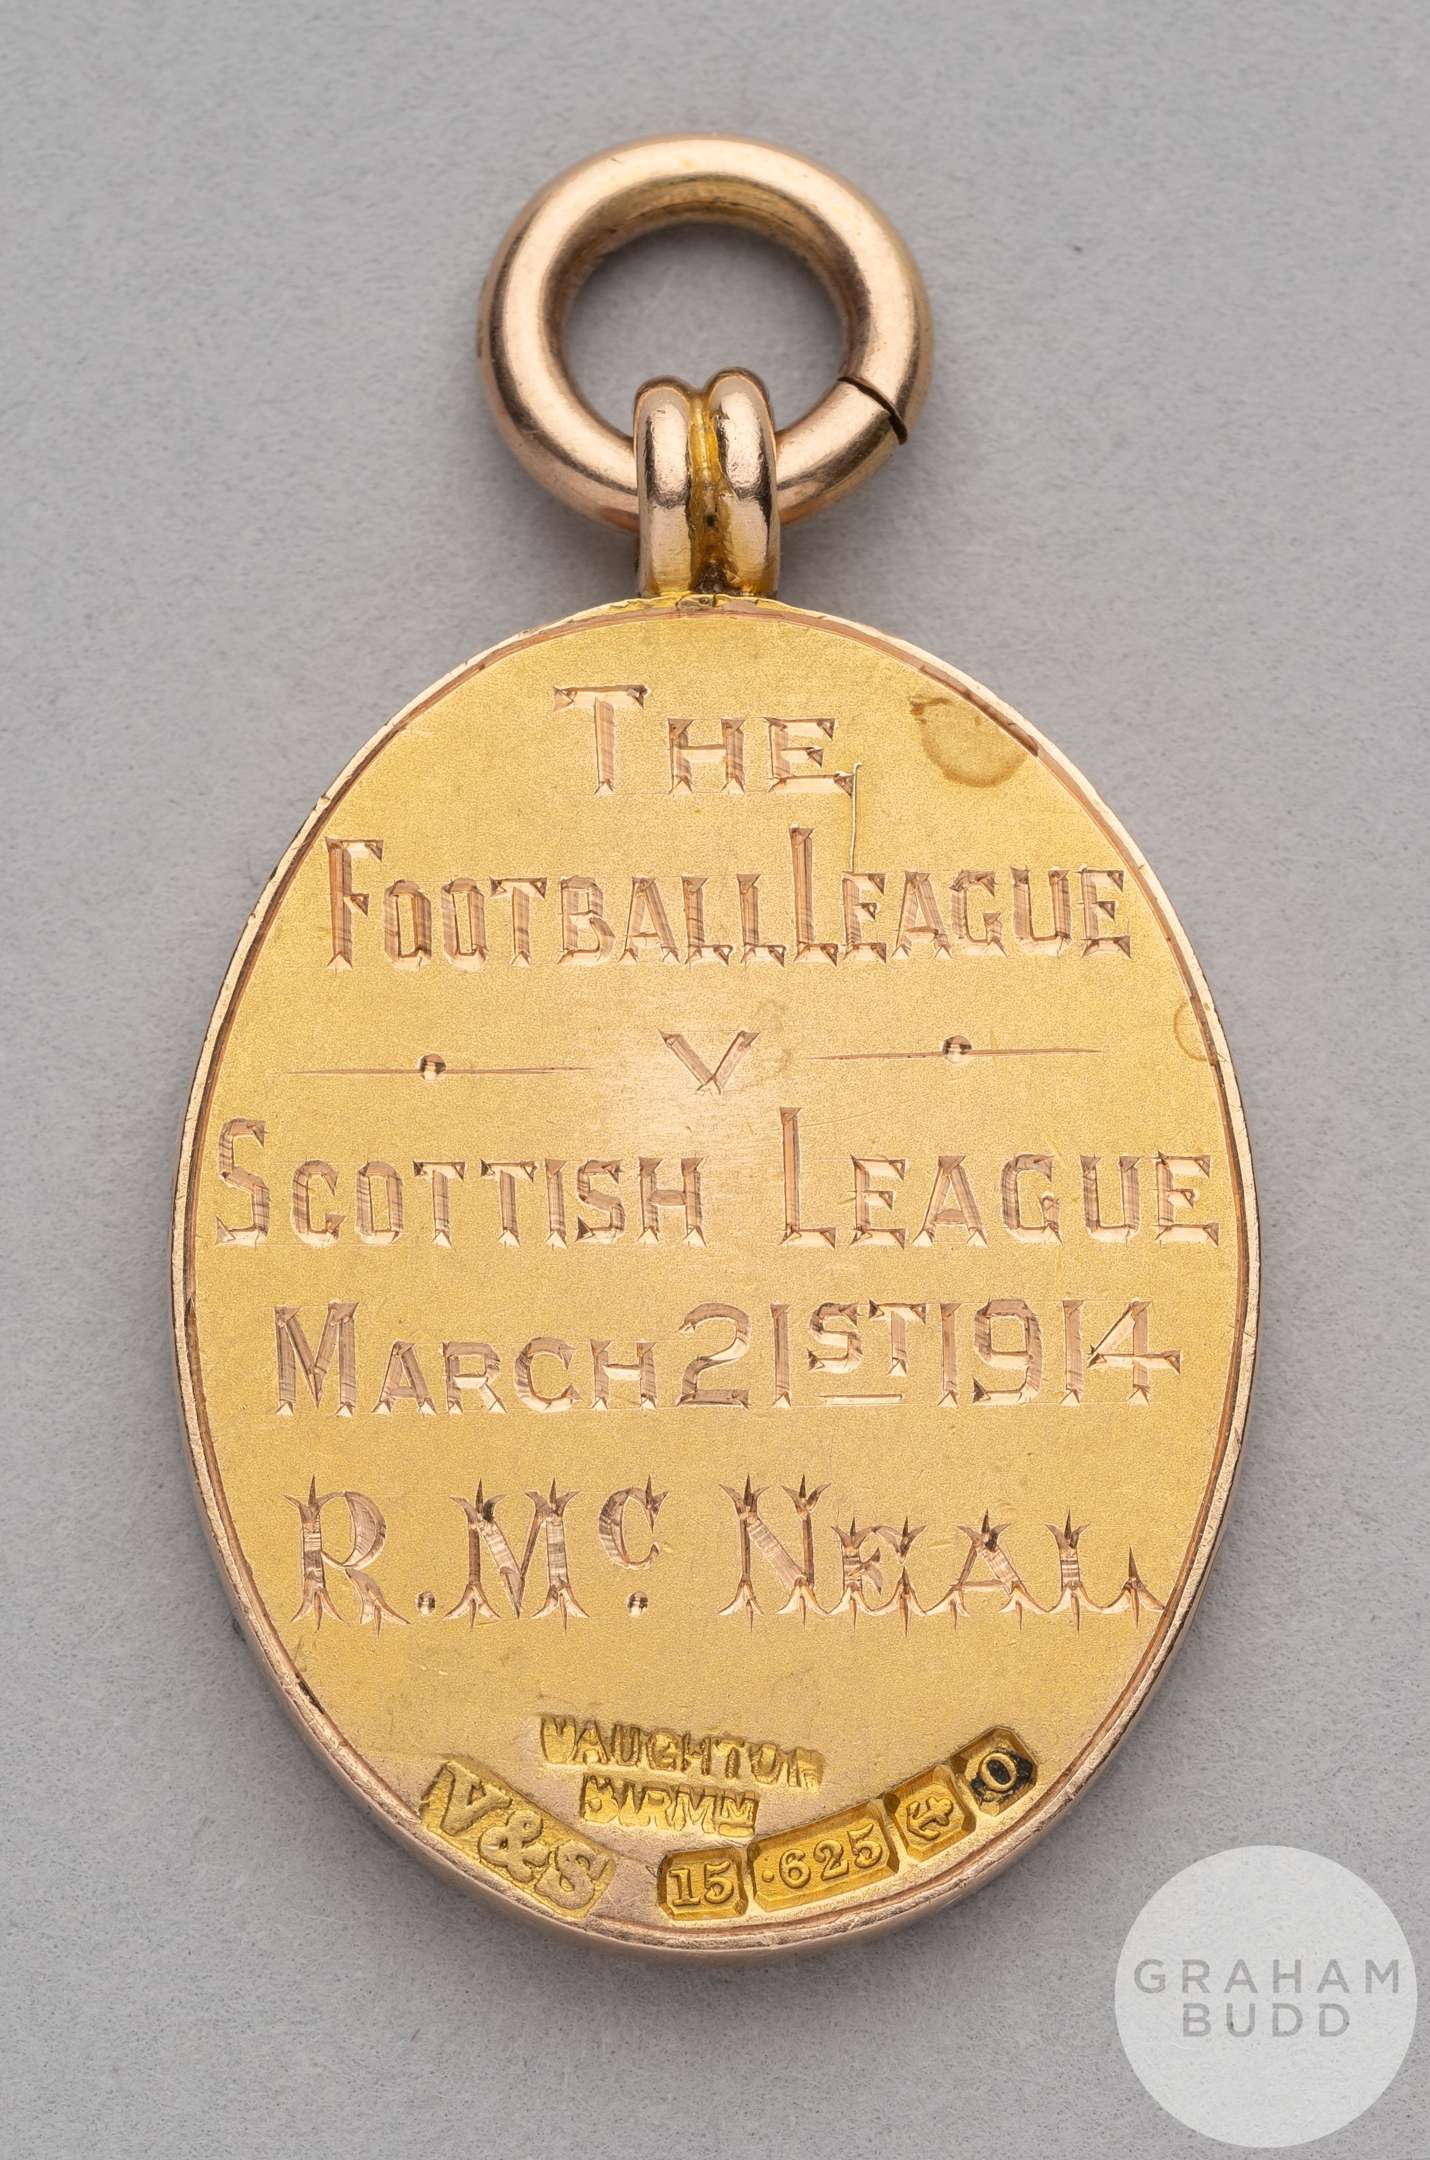 THE
FOOTBALL LEAGUE
V
SCOTTISH LEAGUE
MARCH 21ST 1914
R. Mc. NEAL
VAUGHTON
BIRMM
V&S
15 .625 O
GRAHAM
BUDD